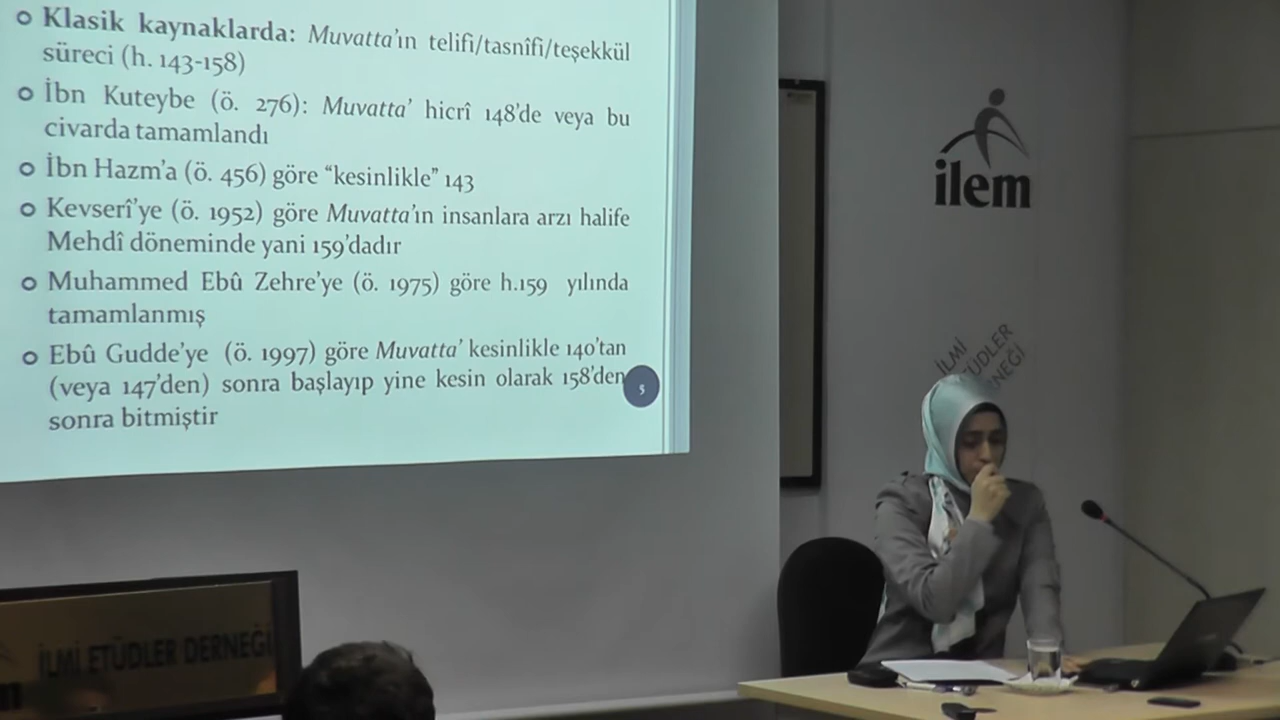 Klasik kaynaklarda: Muvatta'ın telifi/tasnîfi/teşekkül
süreci (h. 143-158)
İbn Kuteybe (ö. 276): Muvatta' hicrî 148'de veya bu
civarda tamamlandı
İbn Hazm'a (ö. 456) göre “kesinlikle” 143
Kevserî'ye (ö. 1952) göre Muvatta'ın insanlara arzı halife
Mehdî döneminde yani 159'dadır
Muhammed Ebû Zehre'ye (ö. 1975) göre h.159 yılında
tamamlanmış
Ebû Gudde'ye (ö. 1997) göre Muvatta' kesinlikle 140'tan
(veya 147'den) sonra başlayıp yine kesin olarak 158'den
sonra bitmiştir
5
ilem
İLMİ
ETÜDLER
DERNEĞİ
İLMİ ETÜDLER DERNEĞİ